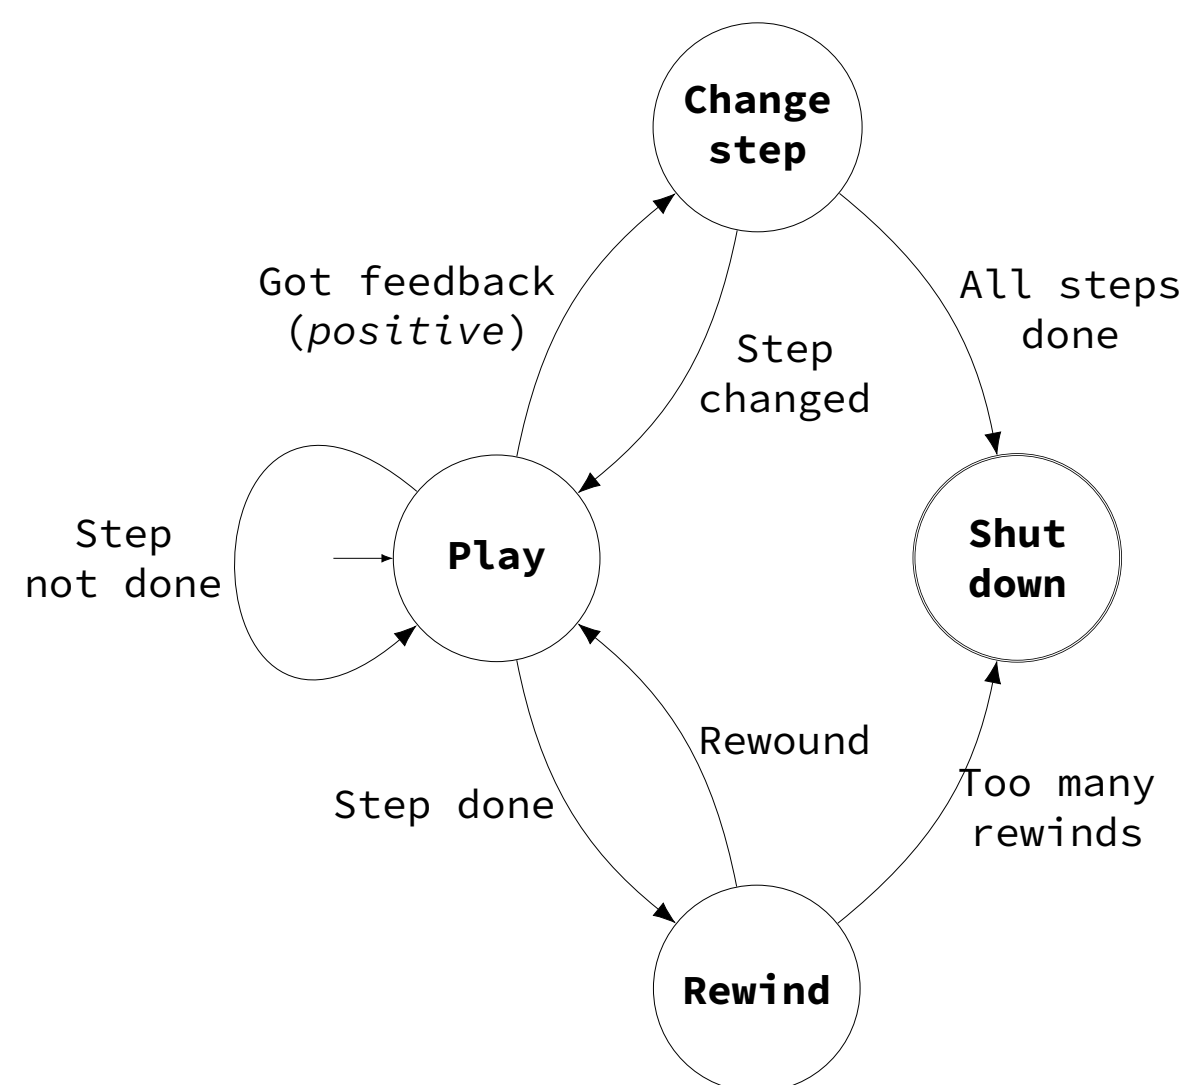 Change
step
Got feedback
(positive)
All steps
done
Step
changed
Step
not done
Play
Shut
down
Rewound
Step done
Too many
rewinds
Rewind